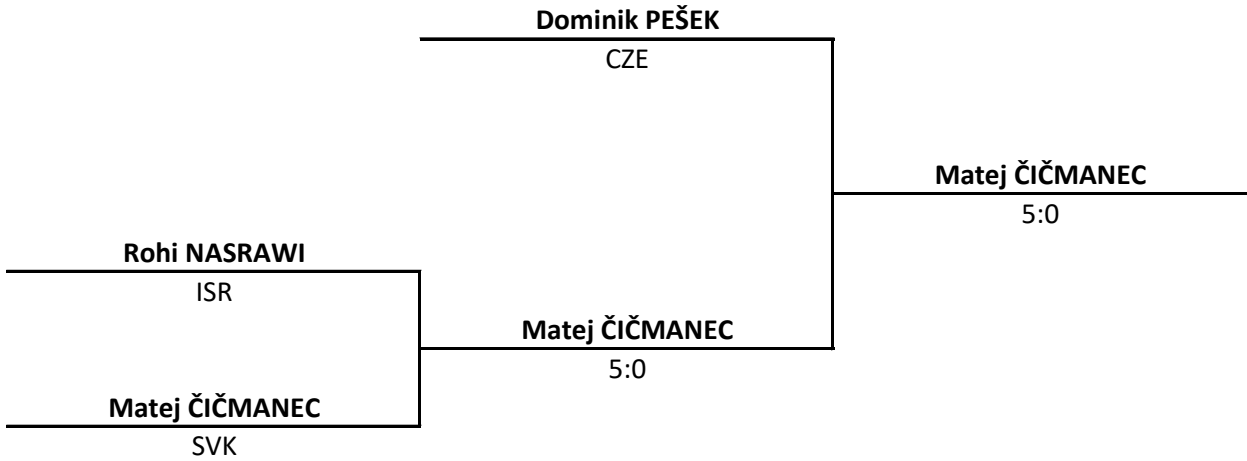 Dominik PEŠEK
CZE
Matej ČIČMANEC
5:0
Rohi NASRAWI
ISR
Matej ČIČMANEC
5:0
Matej ČIČMANEC
SVK